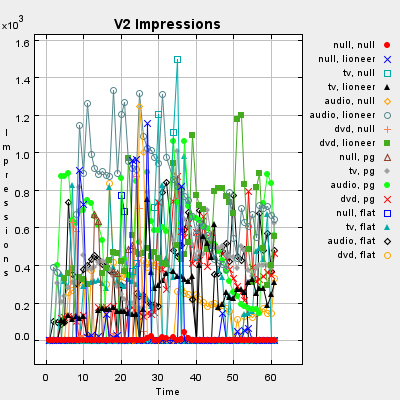 V2 Impressions
×10³
1.6
1.4
1.2
1.0
0.8
0.6
0.4
0.2
0.0
Impressions
0 10 20 30 40 50 60
Time
null, null
null, lioneer
tv, null
tv, lioneer
audio, null
audio, lioneer
dvd, null
dvd, lioneer
null, pg
tv, pg
audio, pg
dvd, pg
null, flat
tv, flat
audio, flat
dvd, flat